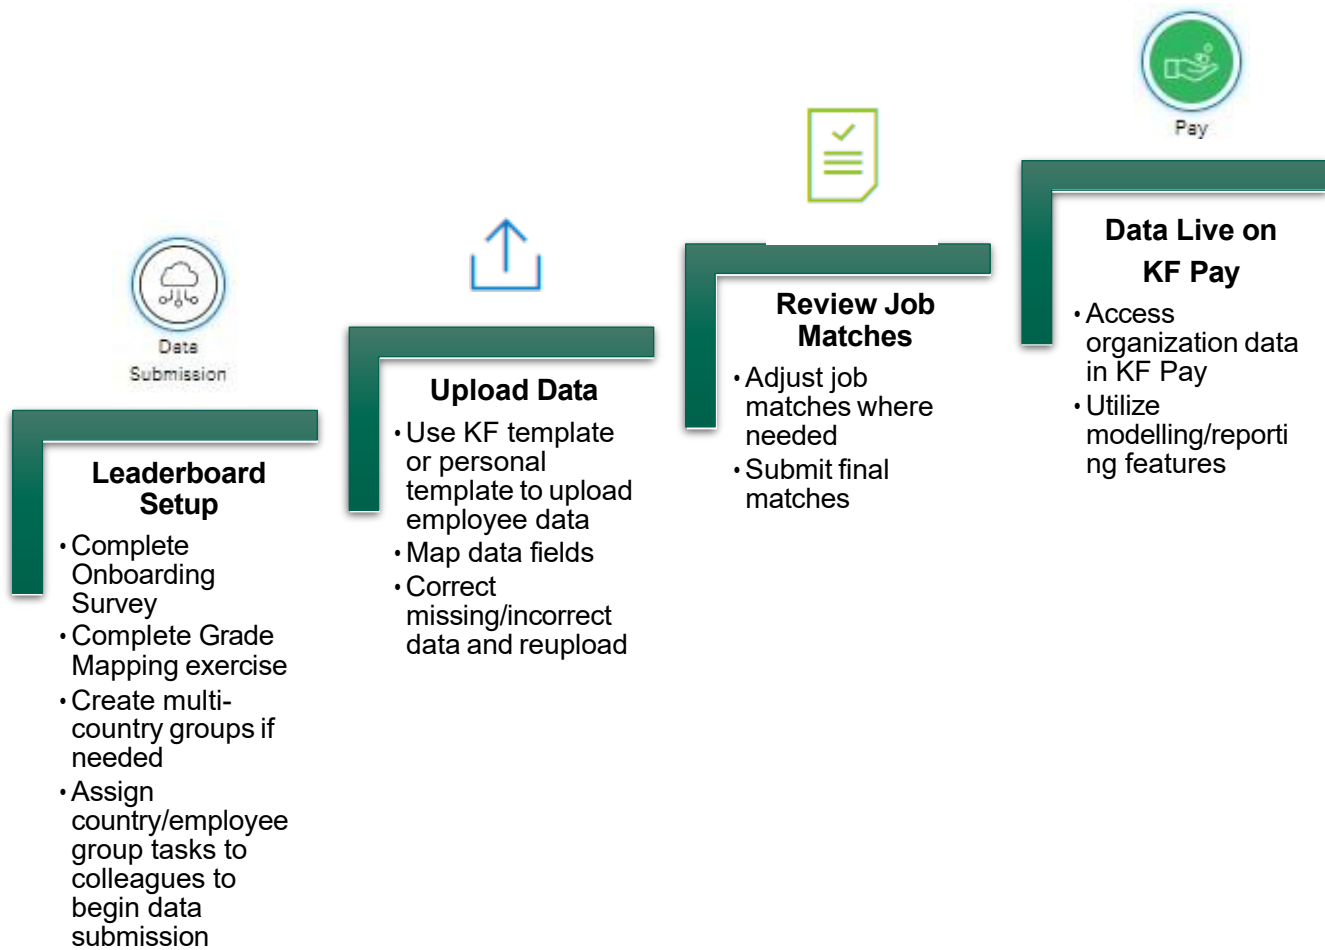 Data
Submission
Leaderboard
Setup
• Complete
Onboarding
Survey
• Complete Grade
Mapping exercise
• Create multi-
country groups if
needed
• Assign
country/employee
group tasks to
colleagues to
begin data
submission
Upload Data
• Use KF template
or personal
template to upload
employee data
• Map data fields
• Correct
missing/incorrect
data and reupload
Review Job
Matches
• Adjust job
matches where
needed
• Submit final
matches
Pay
Data Live on
KF Pay
• Access
organization data
in KF Pay
• Utilize
modelling/reporti
ng features